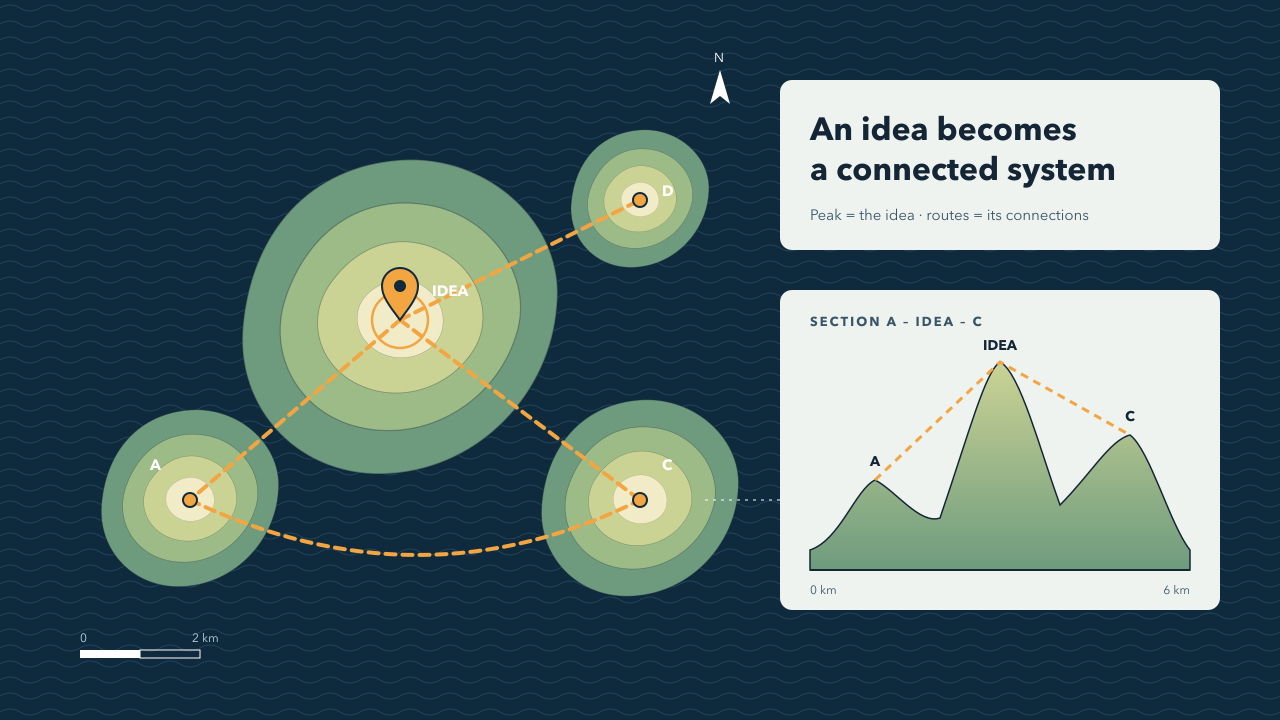 N
An idea becomes
a connected system
Peak = the idea · routes = its connections
D
IDEA
A
C
SECTION A – IDEA – C
IDEA
C
A
0 km
6 km
0
2 km